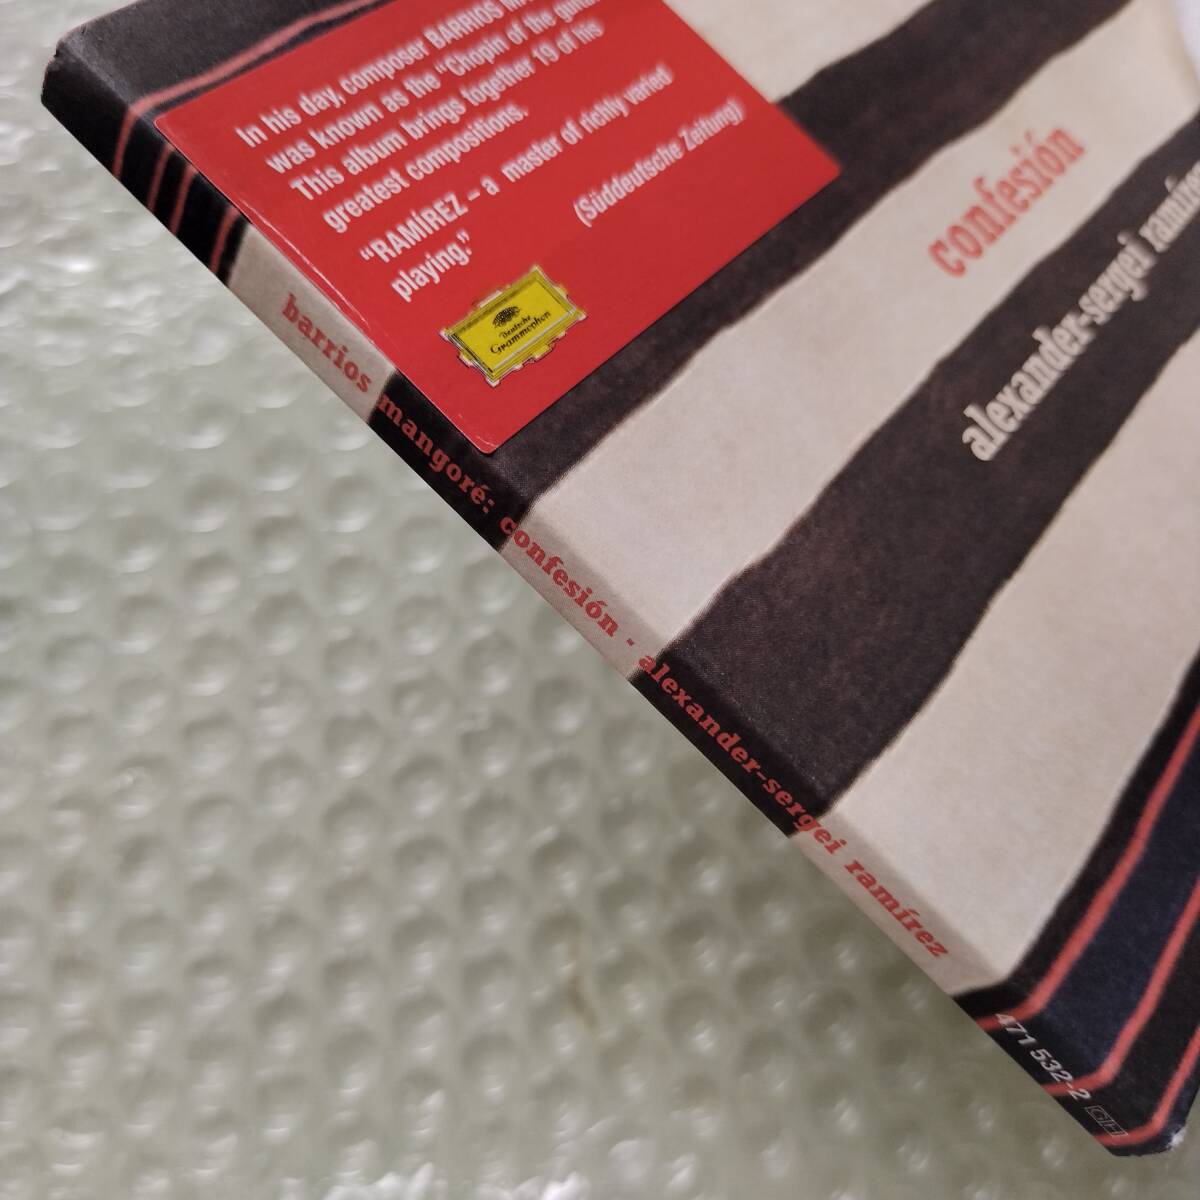 In his day, composer BARRIOS
was known as the "Chopin of the
This album brings together 19 of his
greatest compositions.
"RAMÍREZ – a master of richly varied
playing."
(Süddeutsche Zeitung)
Deutsche
Grammophon
confesión
alexander-sergei ramírez
barrios mangoré: confesión · alexander-sergei ramírez
471 532-2 GH